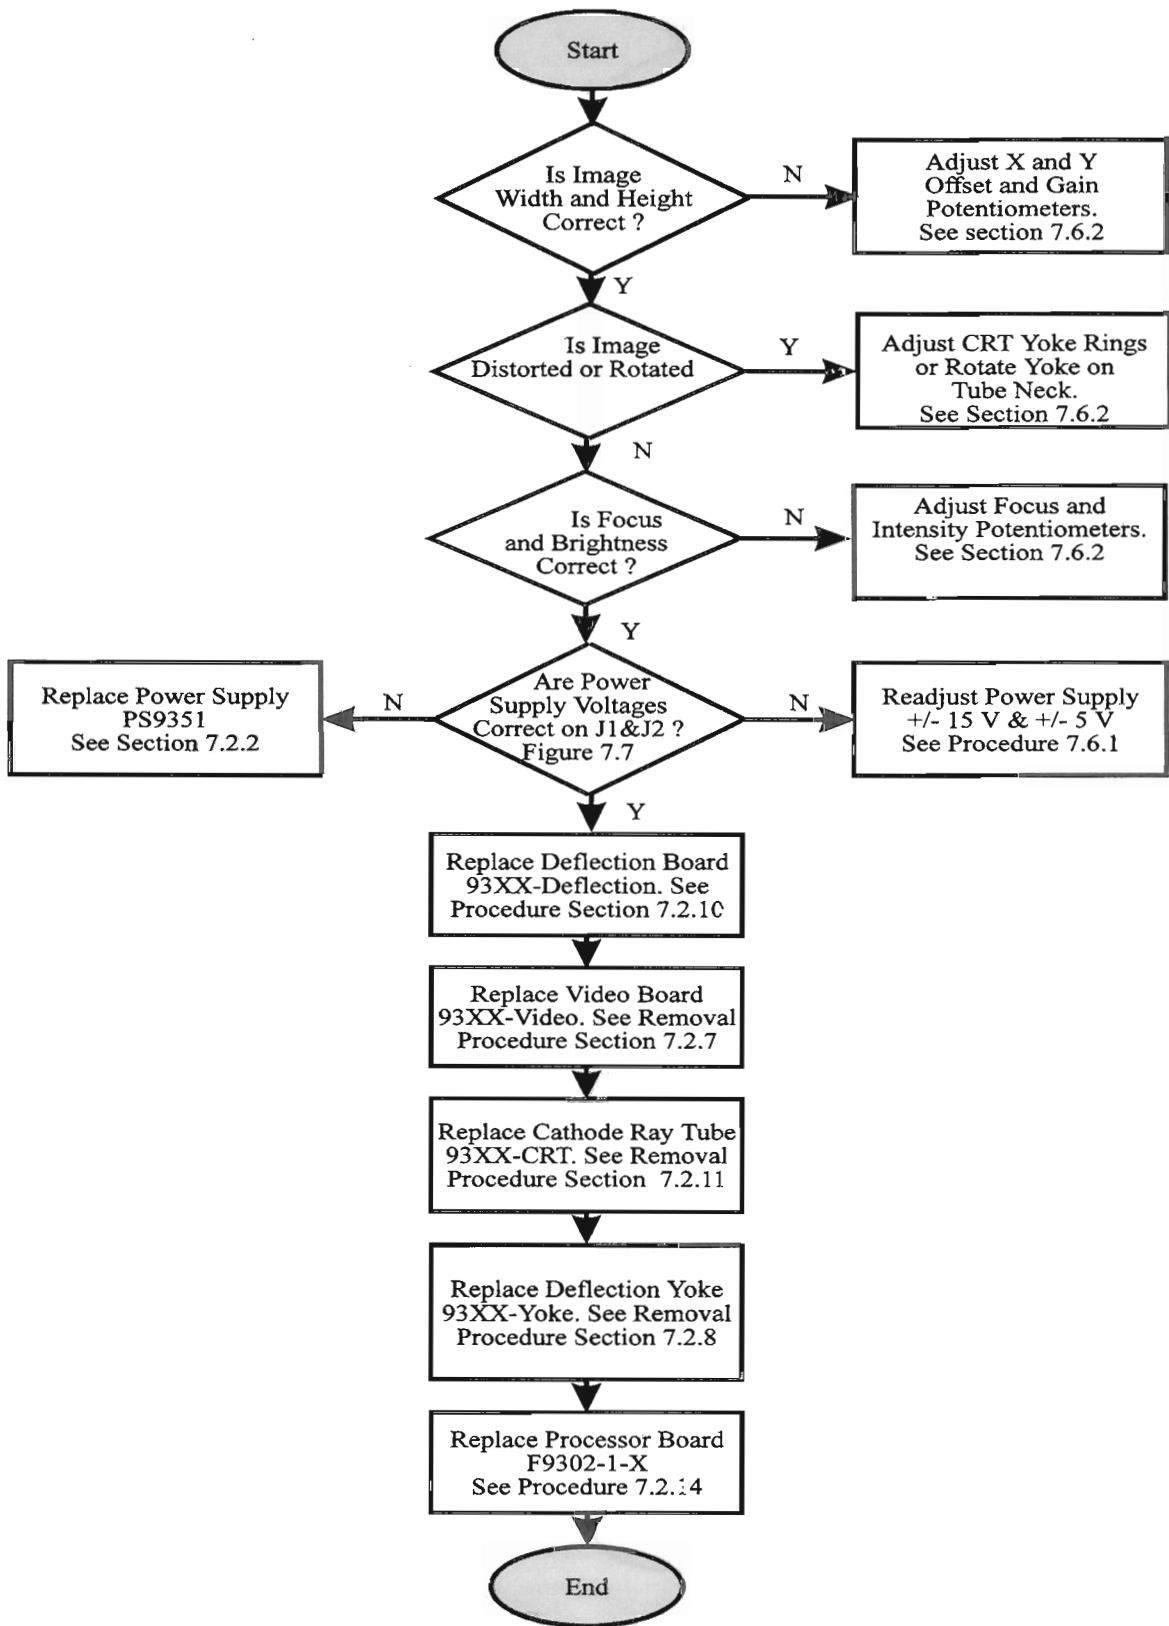 Start
Is Image
Width and Height
Correct ?
N
Adjust X and Y
Offset and Gain
Potentiometers.
See section 7.6.2
Y
Is Image
Distorted or Rotated
Y
Adjust CRT Yoke Rings
or Rotate Yoke on
Tube Neck.
See Section 7.6.2
N
Is Focus
and Brightness
Correct ?
N
Adjust Focus and
Intensity Potentiometers.
See Section 7.6.2
Y
Replace Power Supply
PS9351
See Section 7.2.2
N
Are Power
Supply Voltages
Correct on J1&J2 ?
Figure 7.7
N
Readjust Power Supply
+/- 15 V & +/- 5 V
See Procedure 7.6.1
Y
Replace Deflection Board
93XX-Deflection. See
Procedure Section 7.2.10
Replace Video Board
93XX-Video. See Removal
Procedure Section 7.2.7
Replace Cathode Ray Tube
93XX-CRT. See Removal
Procedure Section 7.2.11
Replace Deflection Yoke
93XX-Yoke. See Removal
Procedure Section 7.2.8
Replace Processor Board
F9302-1-X
See Procedure 7.2.14
End